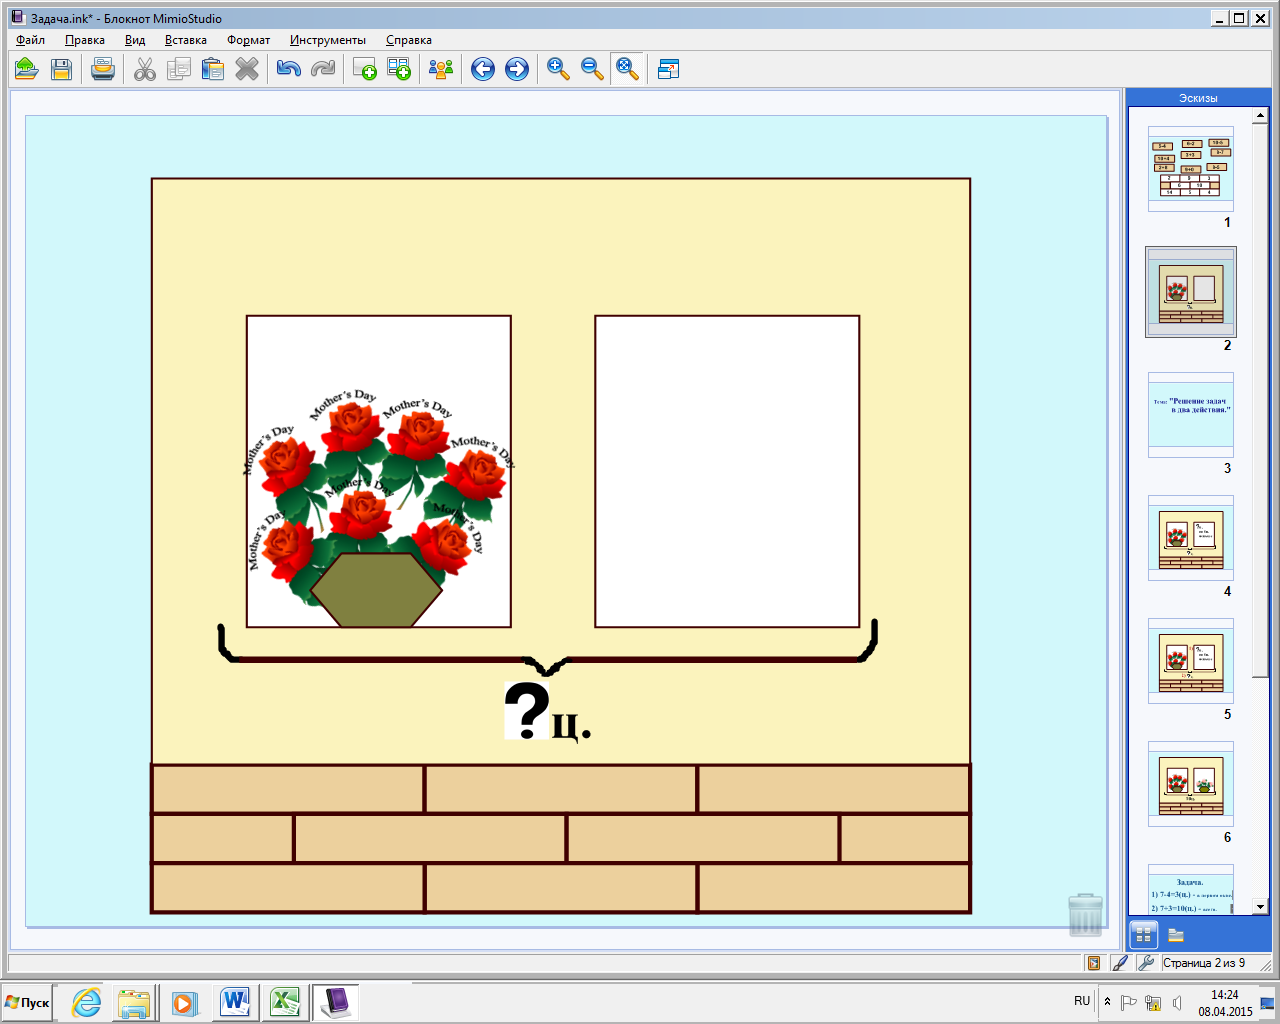 Задача.ink* - Блокнот MimioStudio
Файл Правка Вид Вставка Формат Инструменты Справка
Эскизы
1
2
Тема: "Решение задач
в два действия."
3
4
5
6
Задача.
1) 7-4=3(ц.) -
2) 7+3=10(ц.) -
Mother's Day
Mother's Day
Mother's Day
Mother's Day
Mother's Day
Mother's Day
Mother's Day
?ц.
Страница 2 из 9
Пуск
RU
14:24
08.04.2015